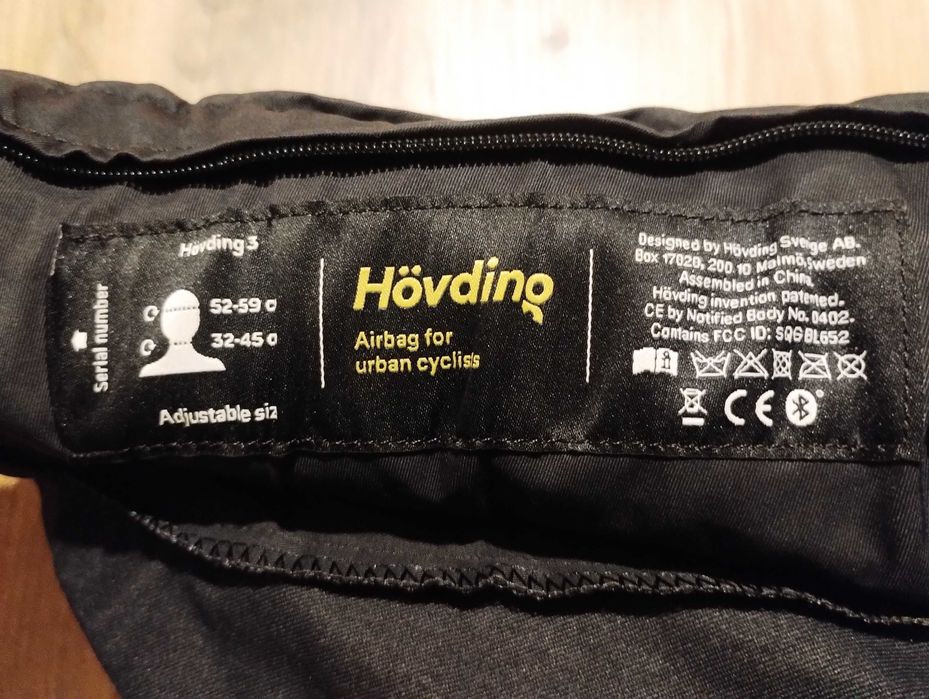 Hövding 3
52-59 c
32-45 c
Serial number
Adjustable siz
Hövding
Airbag for
urban cyclists
Designed by Hövding Sverige AB.
Box 17020, 200 10 Malmö, Sweden
Assembled in China
Hövding invention patented.
CE by Notified Body No. 0402.
Contains FCC ID:
CE